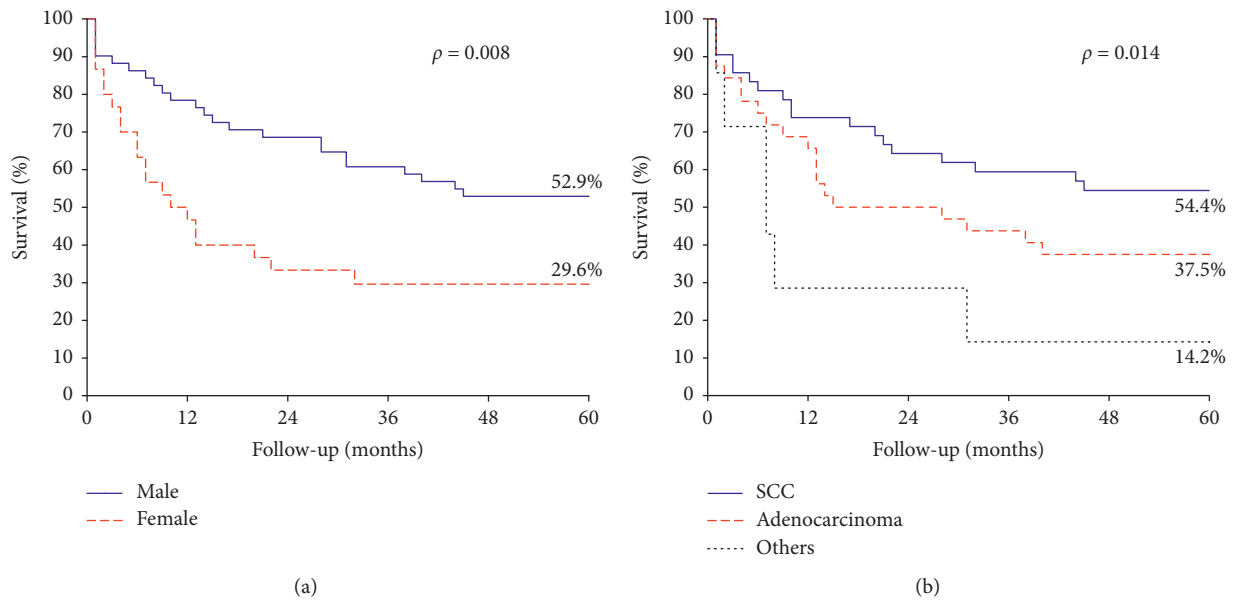 100
90
80
70
60
50
40
30
20
10
0
Survival (%)
ρ = 0.008
52.9%
29.6%
0 12 24 36 48 60
Follow-up (months)
Male
Female
(a)
100
90
80
70
60
50
40
30
20
10
0
Survival (%)
ρ = 0.014
54.4%
37.5%
14.2%
0 12 24 36 48 60
Follow-up (months)
SCC
Adenocarcinoma
Others
(b)